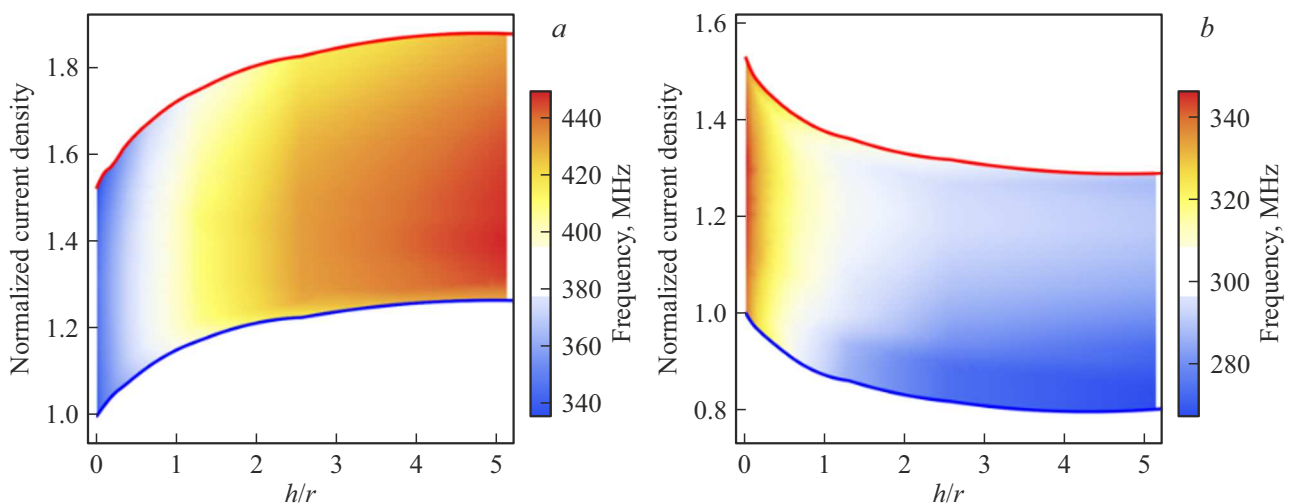 a
Normalized current density
1.8
1.6
1.4
1.2
1.0
0 1 2 3 4 5
h/r
440
420
400
380
360
340
Frequency, MHz
b
Normalized current density
1.6
1.4
1.2
1.0
0.8
0 1 2 3 4 5
h/r
340
320
300
280
Frequency, MHz